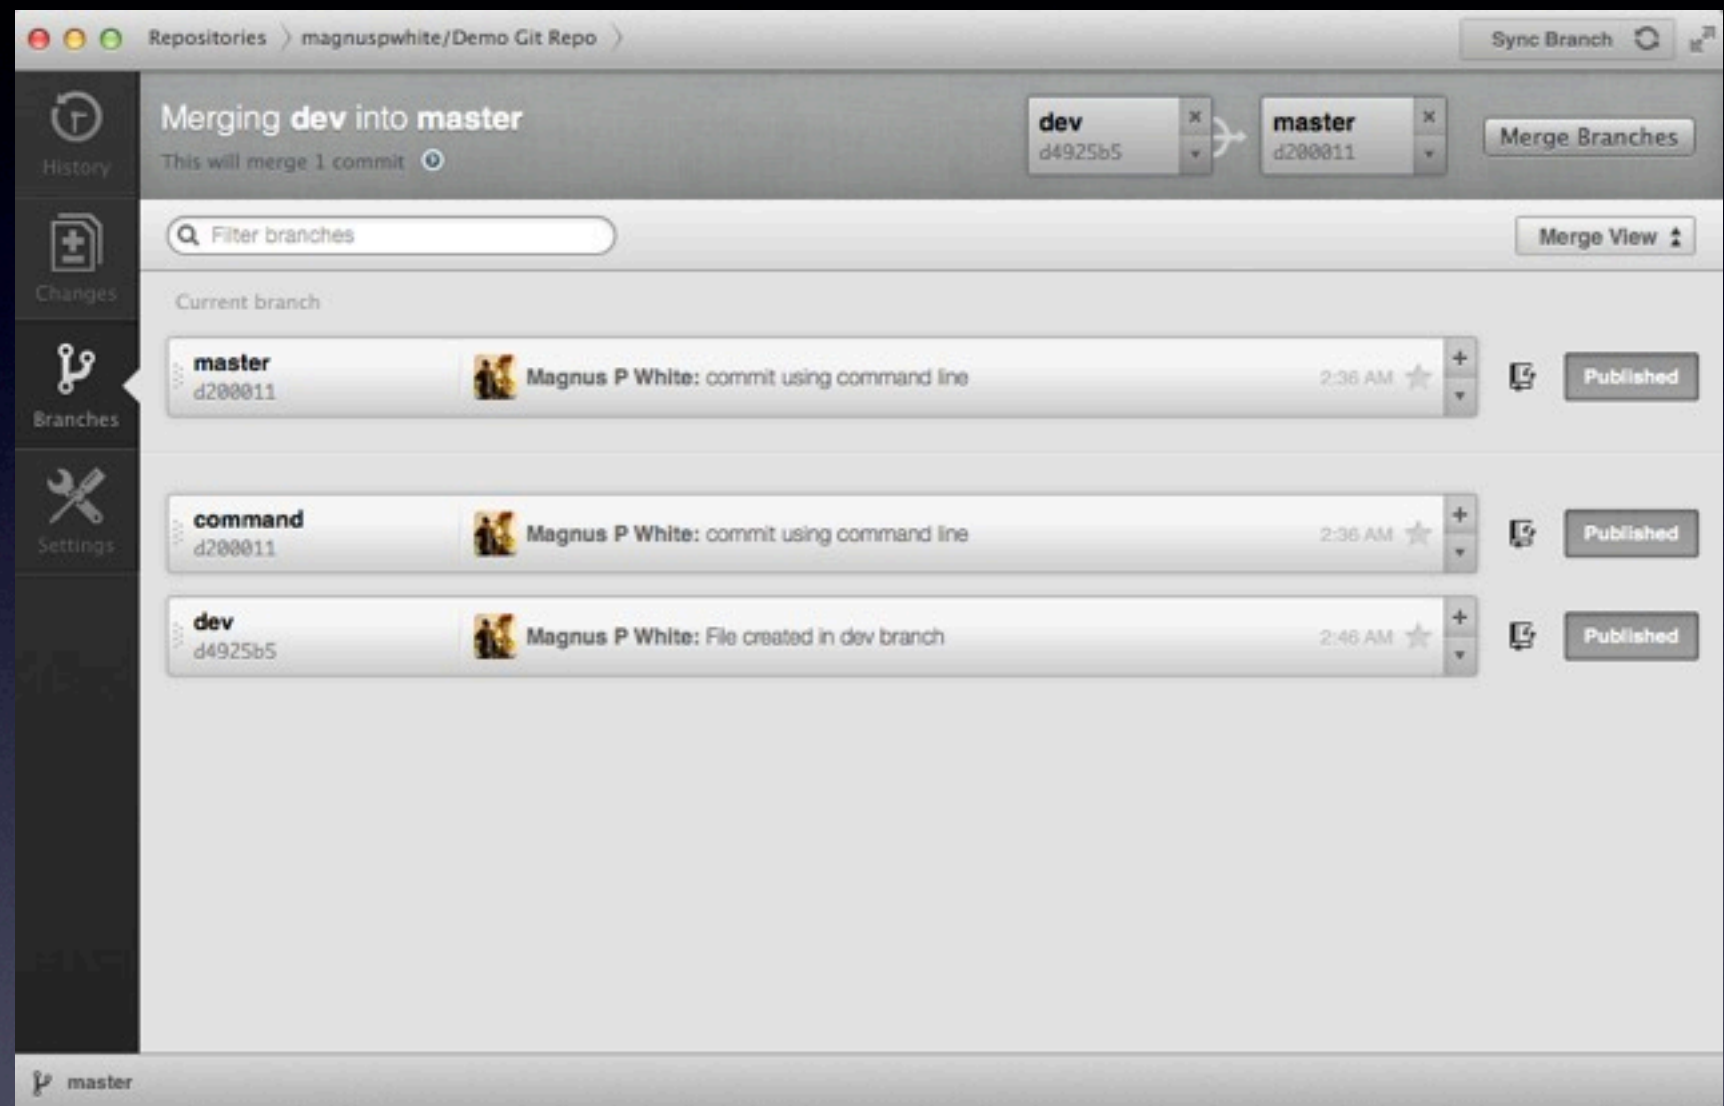 Repositories magnuspwhite/Demo Git Repo Sync Branch
Merging dev into master
This will merge 1 commit
dev
d4925b5
master
d200011
Merge Branches
History
Filter branches
Merge View
Changes
Current branch
master
d200011
Magnus P White: commit using command line
2:36 AM
Published
Branches
command
d200011
Magnus P White: commit using command line
2:36 AM
Published
Settings
dev
d4925b5
Magnus P White: File created in dev branch
2:46 AM
Published
master